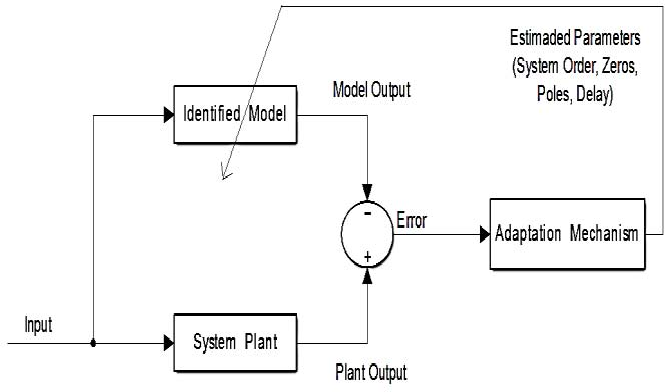 Estimaded Parameters
(System Order, Zeros,
Poles, Delay)
Identified Model
Model Output
-
Error
+
Adaptation Mechanism
Input
System Plant
Plant Output